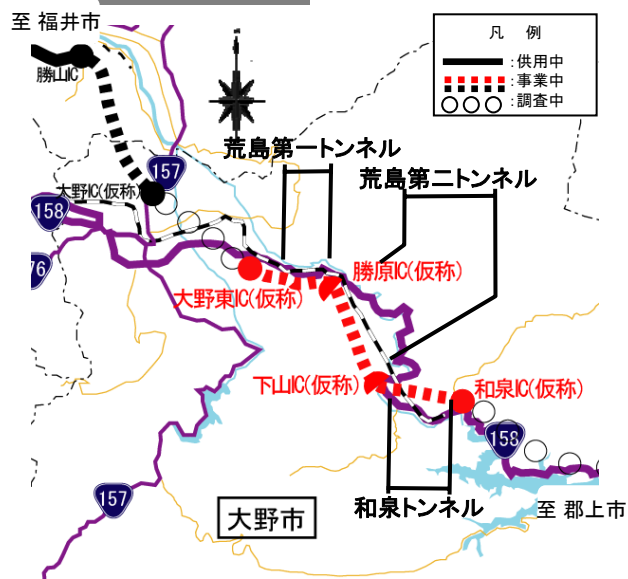 至 福井市
凡 例
：供用中
：事業中
：調査中
勝山IC
荒島第一トンネル
157
荒島第二トンネル
大野IC(仮称)
158
76
大野東IC(仮称)
勝原IC(仮称)
下山IC(仮称)
和泉IC(仮称)
158
157
大野市
和泉トンネル
至 郡上市